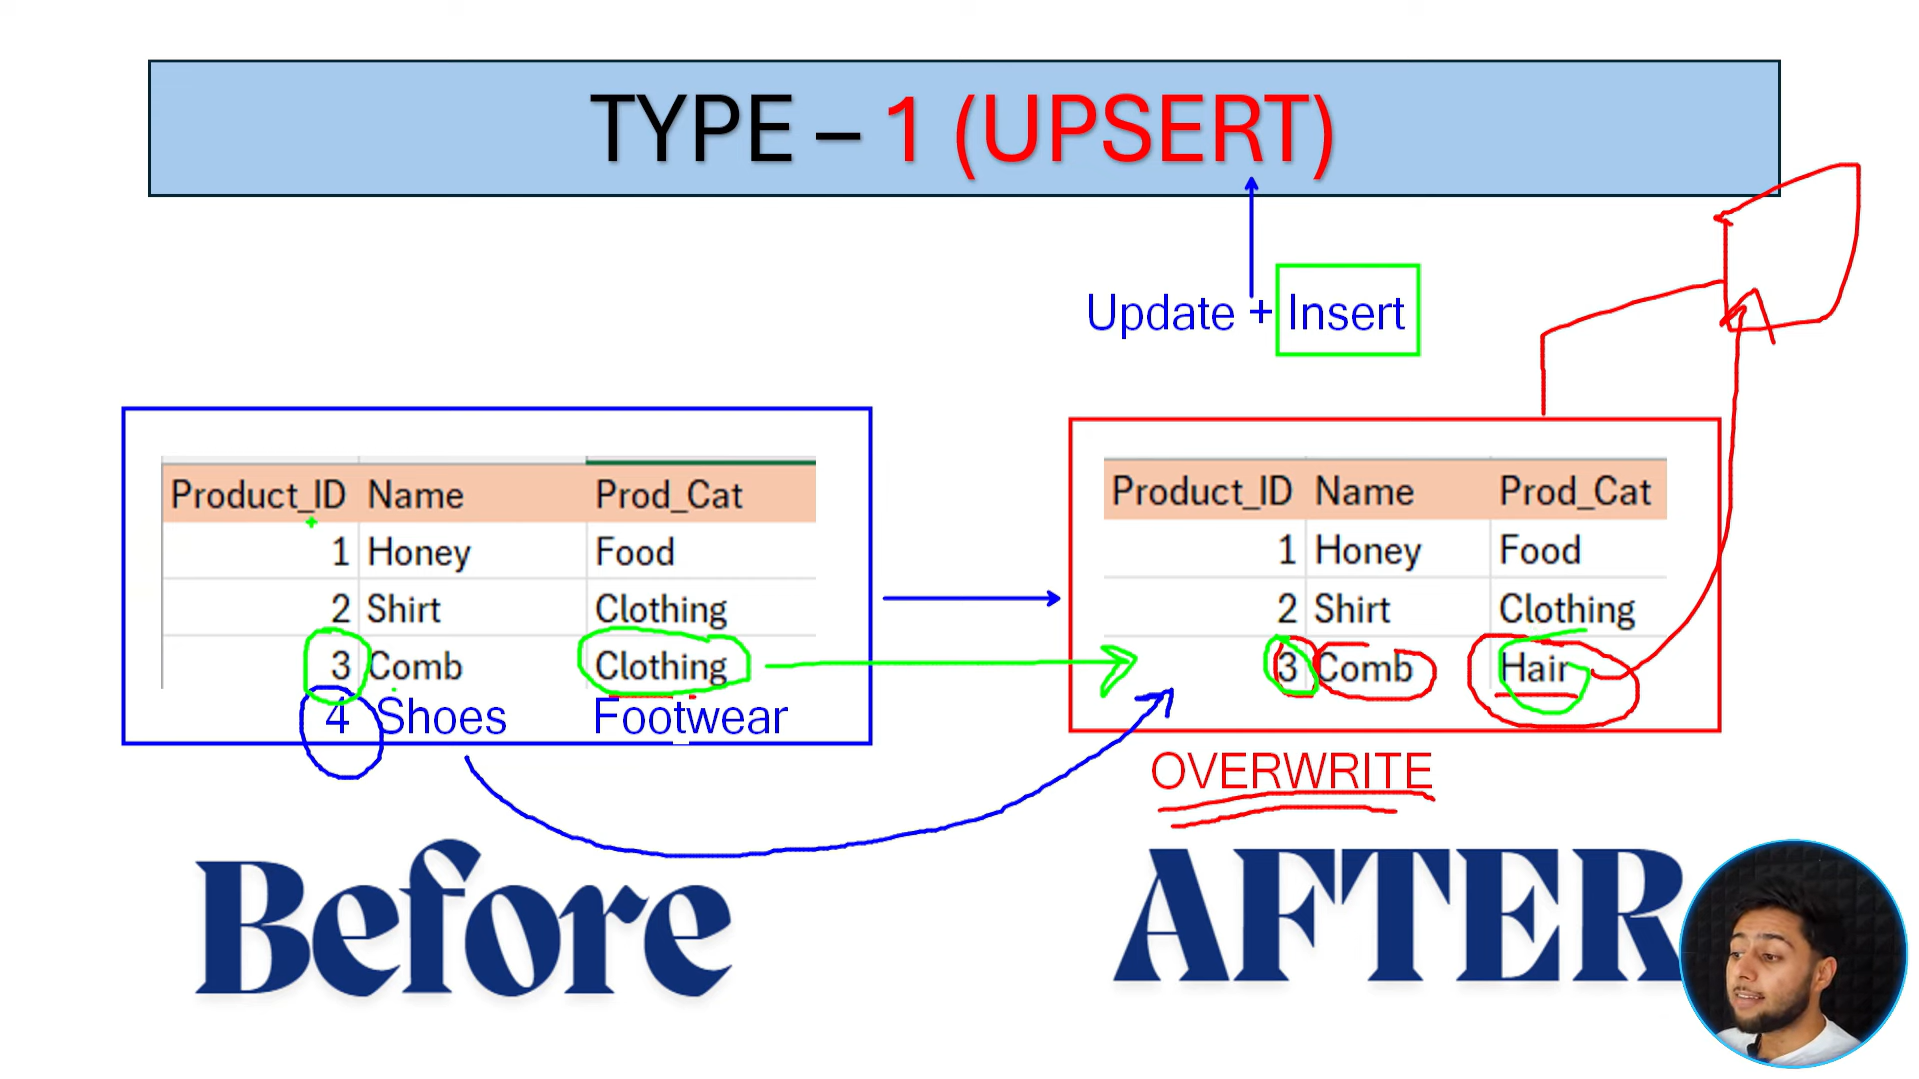 TYPE – 1 (UPSERT)
Update + Insert
Product_ID Name Prod_Cat
1 Honey Food
2 Shirt Clothing
3 Comb Clothing
4 Shoes Footwear
Product_ID Name Prod_Cat
1 Honey Food
2 Shirt Clothing
3 Comb Hair
OVERWRITE
Before
AFTER